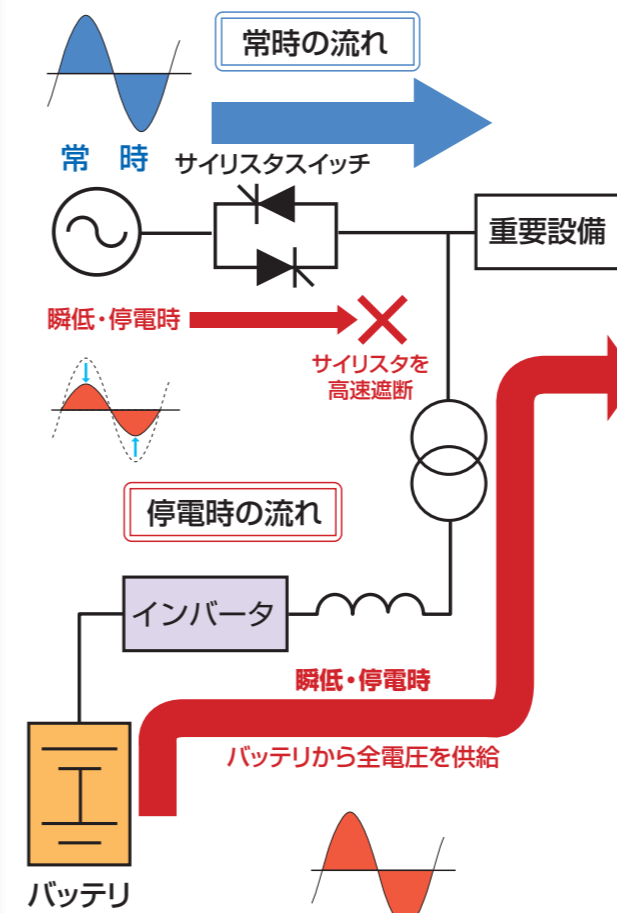 常時の流れ
常 時
サイリスタスイッチ
重要設備
瞬低・停電時
サイリスタを
高速遮断
停電時の流れ
インバータ
瞬低・停電時
バッテリから全電圧を供給
バッテリ